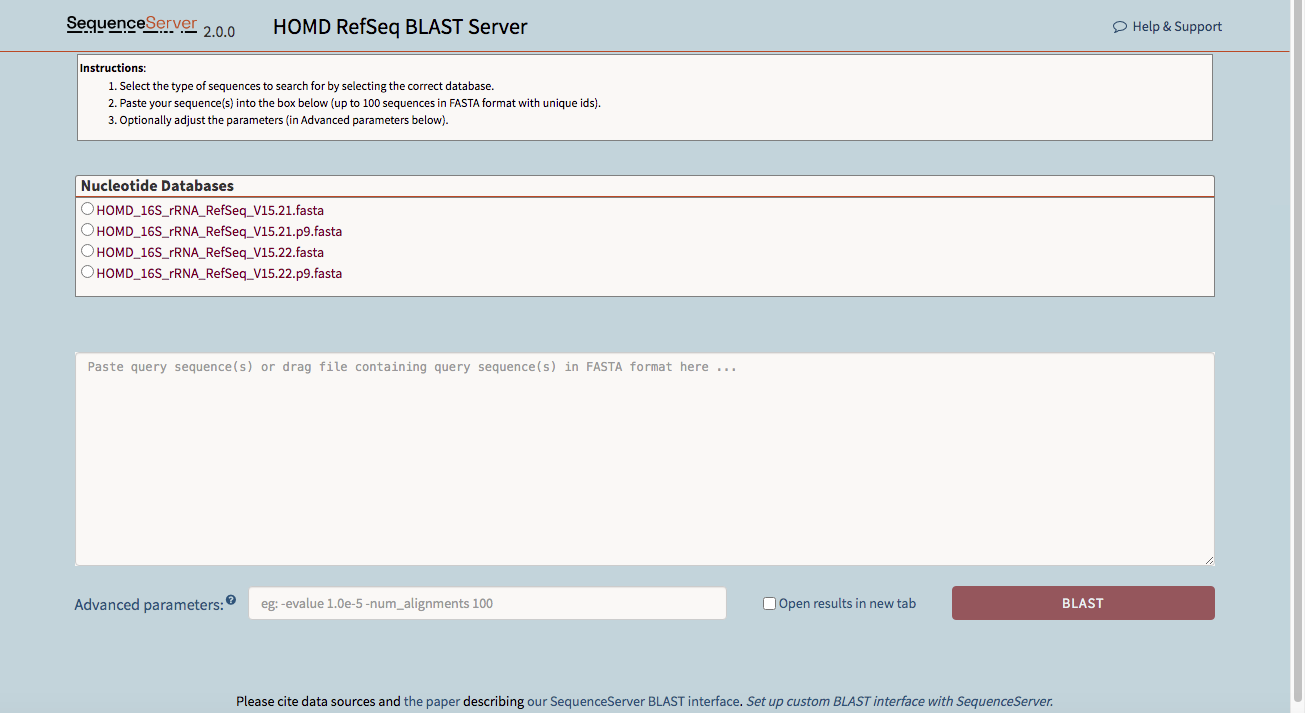 SequenceServer 2.0.0 HOMD RefSeq BLAST Server Help & Support
Instructions:
1. Select the type of sequences to search for by selecting the correct database.
2. Paste your sequence(s) into the box below (up to 100 sequences in FASTA format with unique ids).
3. Optionally adjust the parameters (in Advanced parameters below).
Nucleotide Databases
HOMD_16S_rRNA_RefSeq_V15.21.fasta
HOMD_16S_rRNA_RefSeq_V15.21.p9.fasta
HOMD_16S_rRNA_RefSeq_V15.22.fasta
HOMD_16S_rRNA_RefSeq_V15.22.p9.fasta
Paste query sequence(s) or drag file containing query sequence(s) in FASTA format here ...
Advanced parameters: ? eg: -evalue 1.0e-5 -num_alignments 100 Open results in new tab BLAST
Please cite data sources and the paper describing our SequenceServer BLAST interface. Set up custom BLAST interface with SequenceServer.